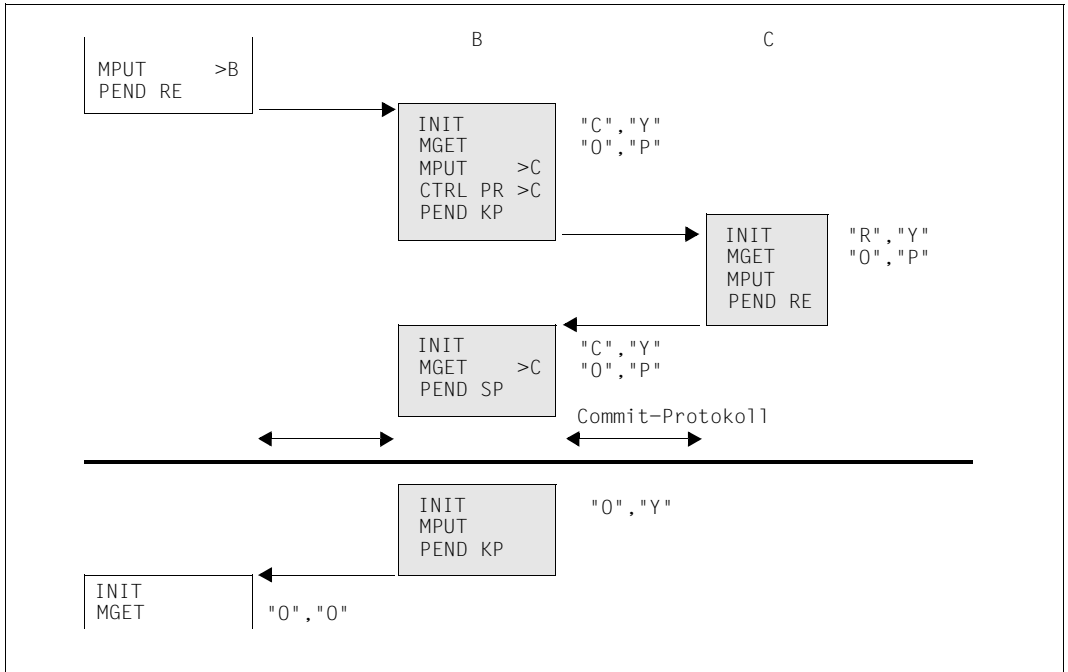 B C
MPUT >B
PEND RE
INIT
MGET
MPUT >C
CTRL PR >C
PEND KP
"C","Y"
"O","P"
INIT
MGET
MPUT
PEND RE
"R","Y"
"O","P"
INIT
MGET >C
PEND SP
"C","Y"
"O","P"
Commit-Protokoll
INIT
MPUT
PEND KP
"O","Y"
INIT
MGET
"O","O"